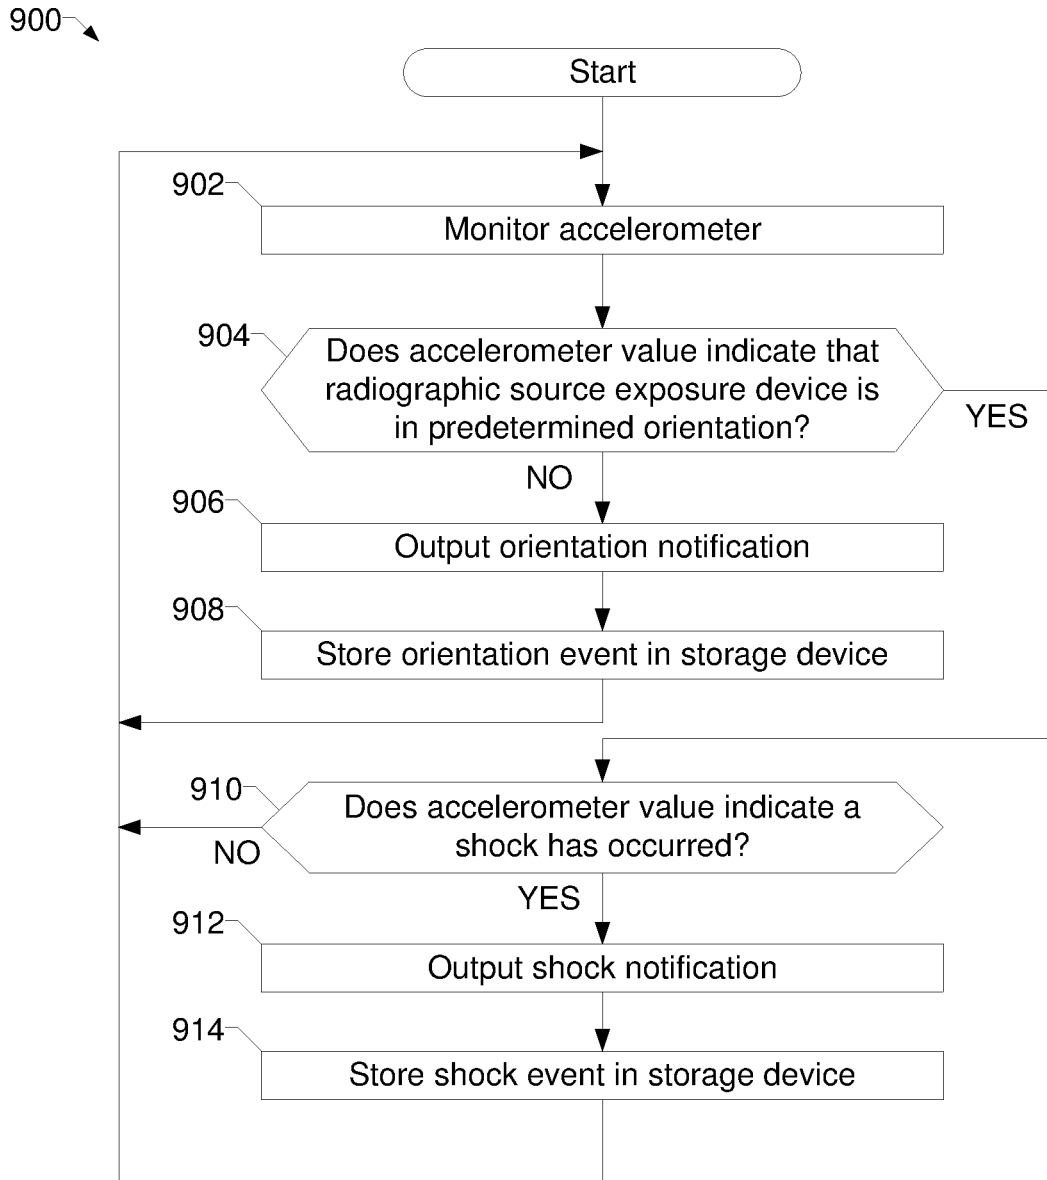 900
Start
902
Monitor accelerometer
904
Does accelerometer value indicate that
radiographic source exposure device is
in predetermined orientation?
YES
NO
906
Output orientation notification
908
Store orientation event in storage device
910
Does accelerometer value indicate a
shock has occurred?
NO
YES
912
Output shock notification
914
Store shock event in storage device